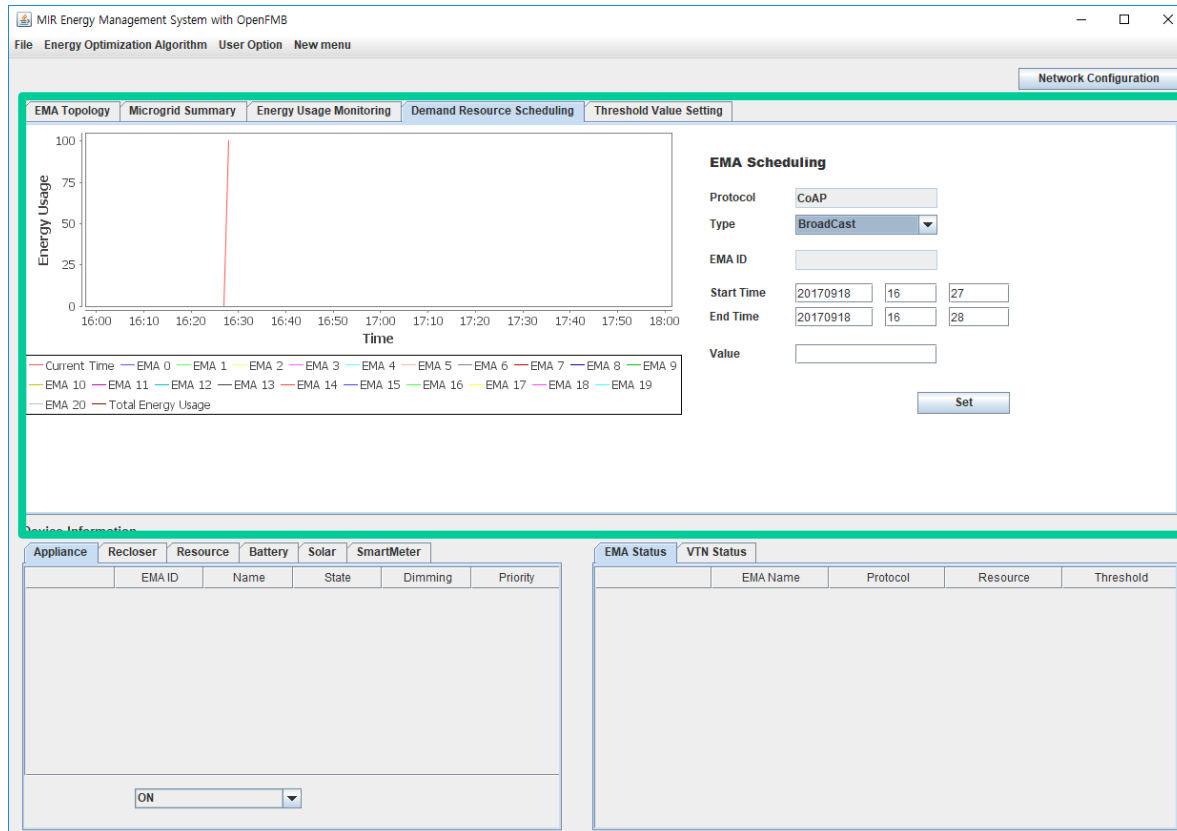 MIR Energy Management System with OpenFMB
File Energy Optimization Algorithm User Option New menu
Network Configuration
EMA Topology Microgrid Summary Energy Usage Monitoring Demand Resource Scheduling Threshold Value Setting
100
75
50
25
0
Energy Usage
16:00 16:10 16:20 16:30 16:40 16:50 17:00 17:10 17:20 17:30 17:40 17:50 18:00
Time
Current Time EMA 0 EMA 1 EMA 2 EMA 3 EMA 4 EMA 5 EMA 6 EMA 7 EMA 8 EMA 9
EMA 10 EMA 11 EMA 12 EMA 13 EMA 14 EMA 15 EMA 16 EMA 17 EMA 18 EMA 19
EMA 20 Total Energy Usage
EMA Scheduling
Protocol CoAP
Type BroadCast
EMA ID
Start Time 20170918 16 27
End Time 20170918 16 28
Value
Set
Device Information
Appliance Recloser Resource Battery Solar SmartMeter
EMA ID Name State Dimming Priority
ON
EMA Status VTN Status
EMA Name Protocol Resource Threshold